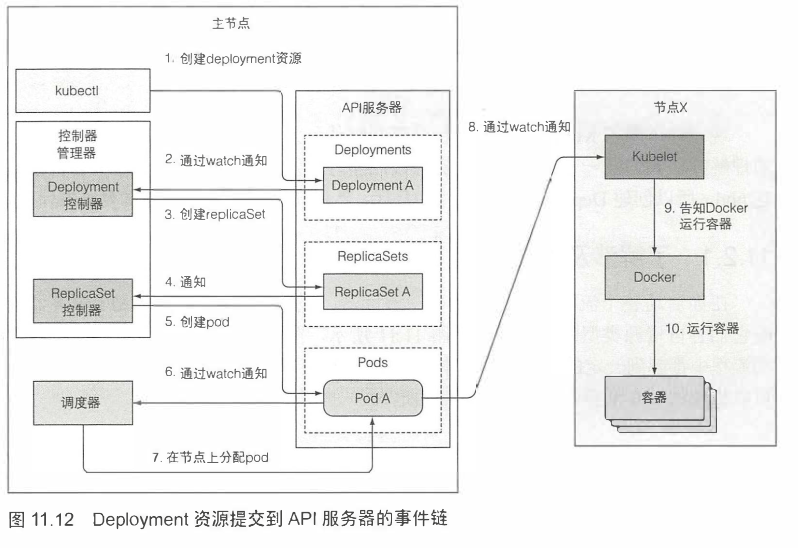 主节点
1. 创建deployment资源
kubectl
API服务器
控制器
管理器
Deployments
2. 通过watch通知
Deployment
控制器
Deployment A
3. 创建replicaSet
ReplicaSets
4. 通知
ReplicaSet
控制器
ReplicaSet A
5. 创建pod
Pods
6. 通过watch通知
调度器
Pod A
7. 在节点上分配pod
8. 通过watch通知
节点X
Kubelet
9. 告知Docker
运行容器
Docker
10. 运行容器
容器
图 11.12 Deployment 资源提交到 API 服务器的事件链